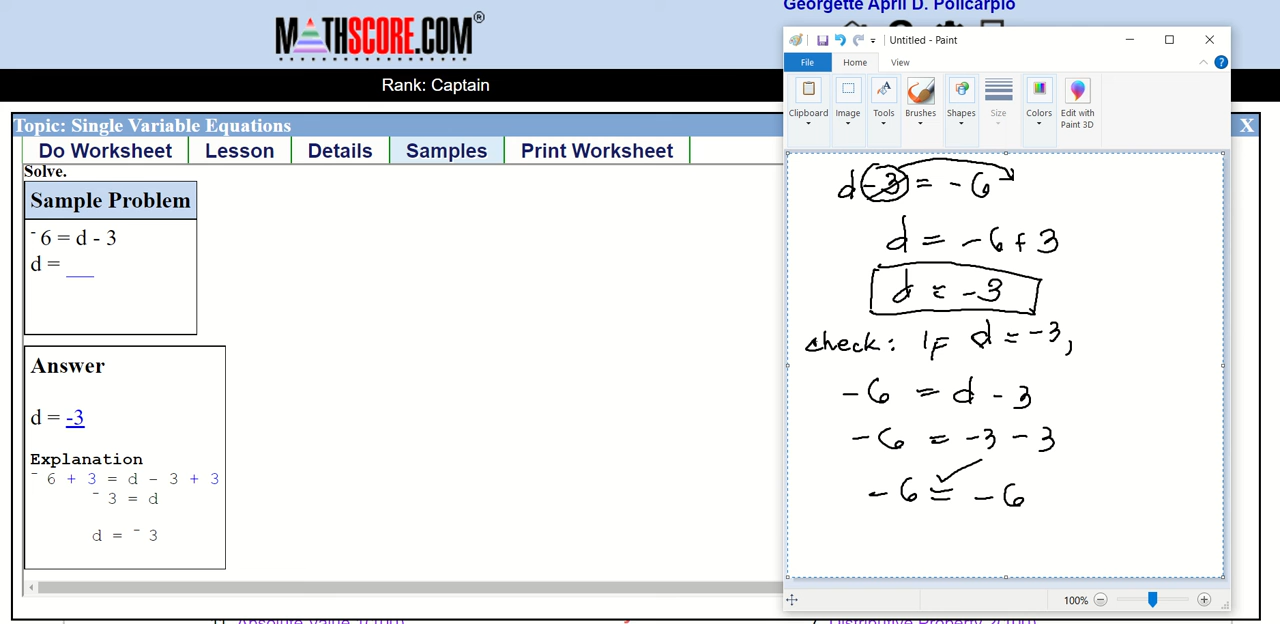 Georgette April D. Policarpio
MATHSCORE.COM®
Rank: Captain
Topic: Single Variable Equations
X
Do Worksheet
Lesson
Details
Samples
Print Worksheet
Solve.
Sample Problem
⁻6 = d - 3
d = __
Answer
d = -3
Explanation
⁻6 + 3 = d − 3 + 3
⁻3 = d
d = ⁻3
Untitled - Paint
File
Home
View
Clipboard
Image
Tools
Brushes
Shapes
Size
Colors
Edit with
Paint 3D
d - 3 = - 6
d = - 6 + 3
d = - 3
check: IF d = -3,
- 6 = d - 3
- 6 = -3 - 3
- 6 = - 6
100%